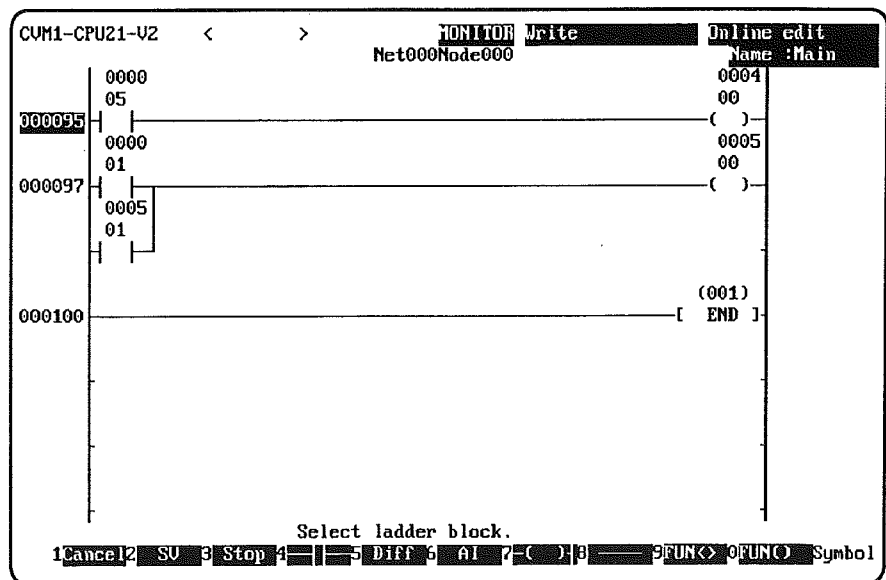 CVM1-CPU21-V2 < > MONITOR Write Online edit
Net000Node000 Name :Main
0000 0004
05 00
000095 ( )
0000 0005
01 00
000097 ( )
0005
01
(001)
000100 [ END ]
Select ladder block.
1Cancel2 SV 3 Stop 4 5 Diff 6 AI 7 ( ) 8 9FUN<> 0FUN() Symbol